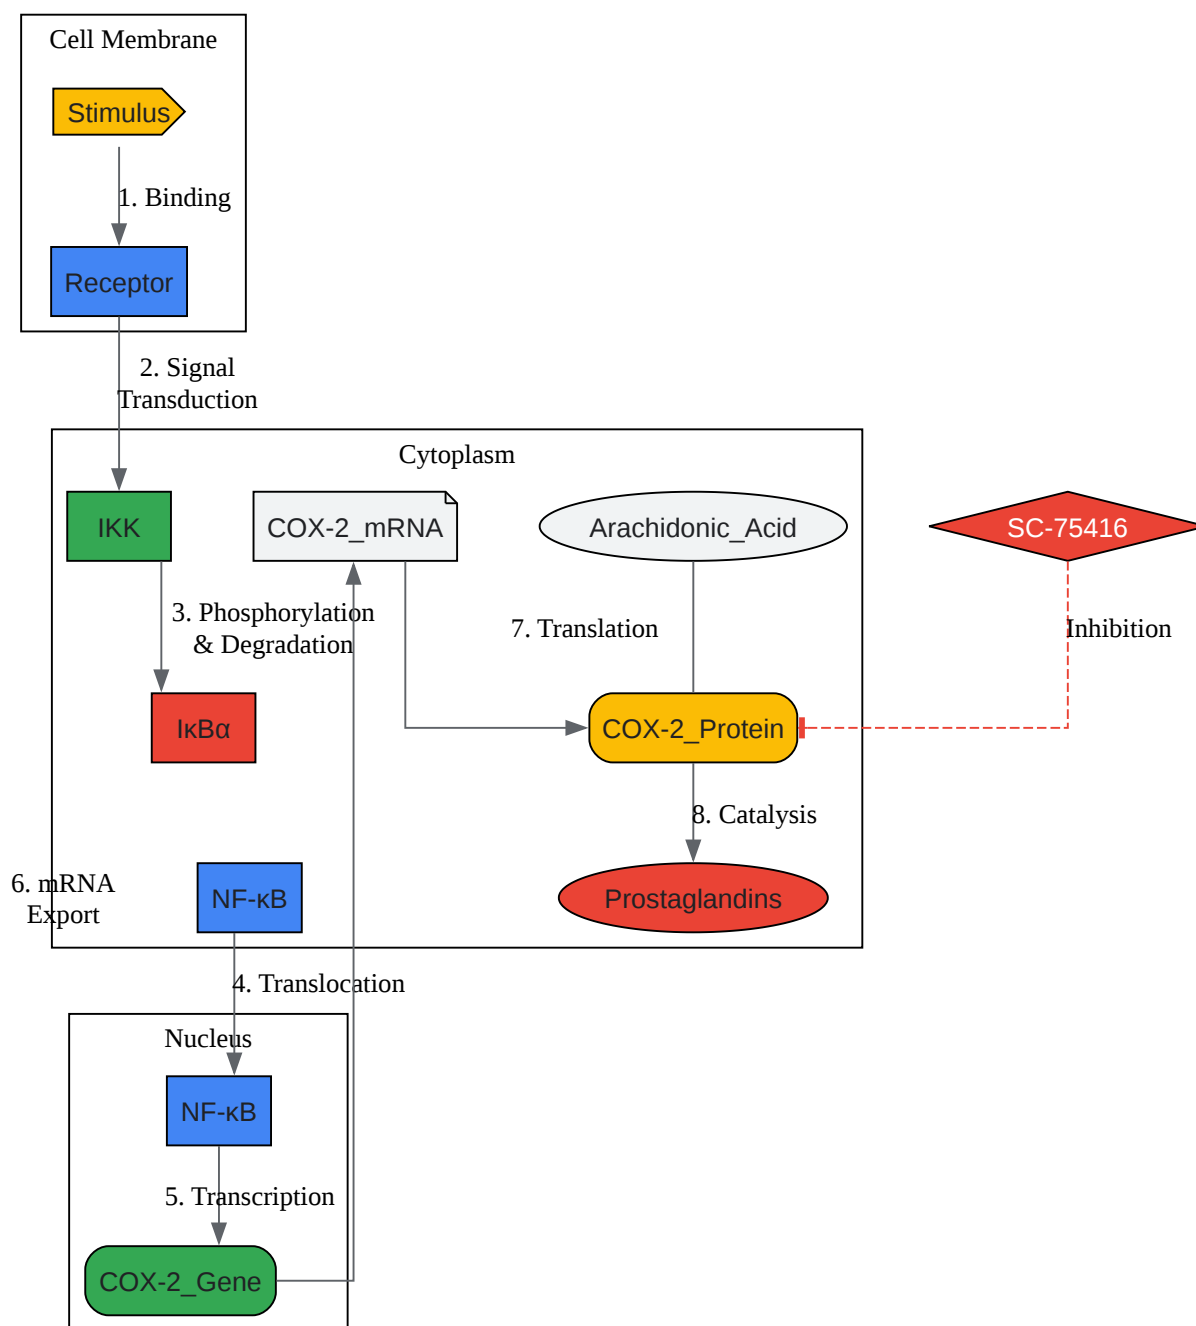 Cell Membrane
Stimulus
1. Binding
Receptor
2. Signal
Transduction
Cytoplasm
IKK
COX-2_mRNA
Arachidonic_Acid
SC-75416
3. Phosphorylation
& Degradation
7. Translation
Inhibition
IκBα
COX-2_Protein
8. Catalysis
6. mRNA
Export
NF-κB
Prostaglandins
4. Translocation
Nucleus
NF-κB
5. Transcription
COX-2_Gene